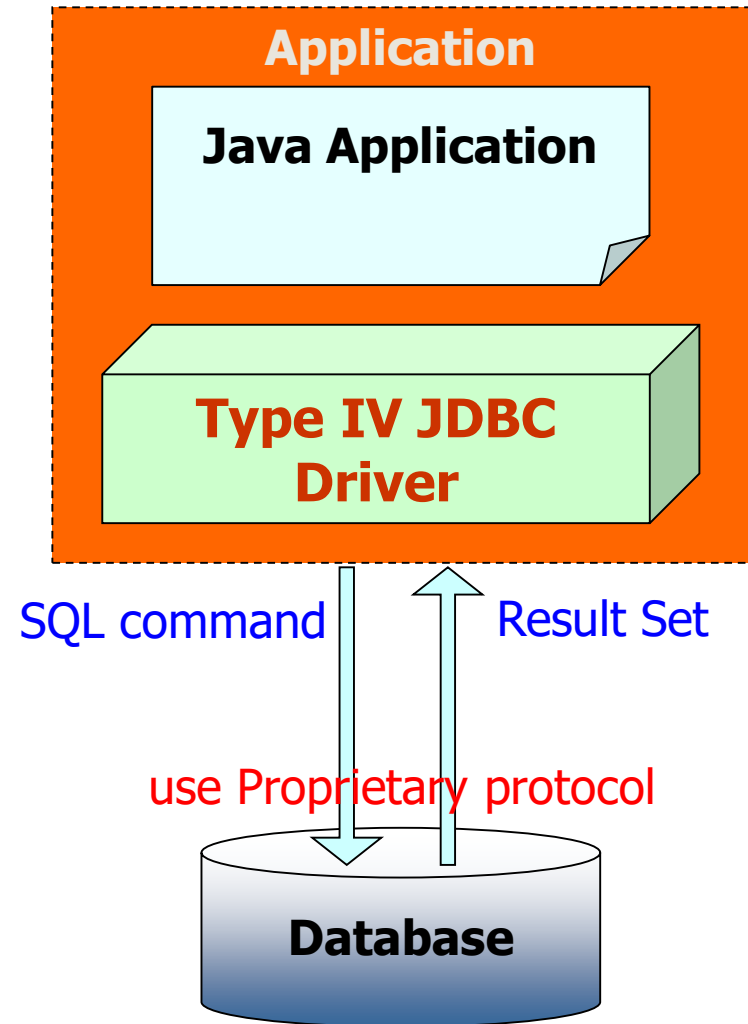 Application
Java Application
Type IV JDBC
Driver
SQL command
Result Set
use Proprietary protocol
Database